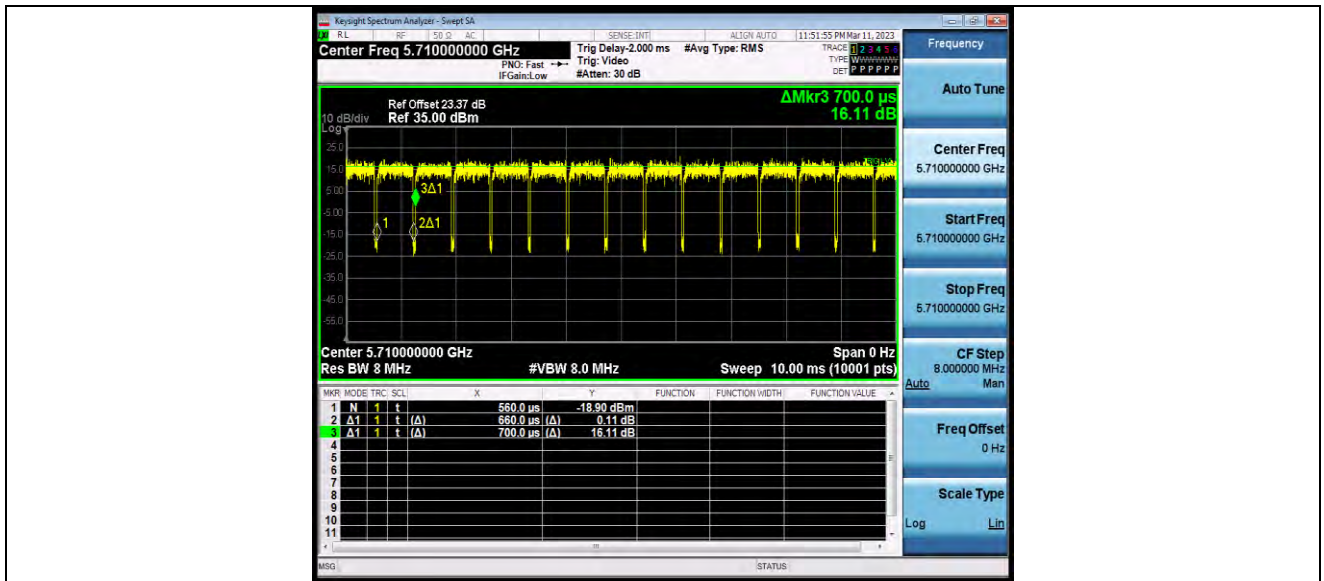 Keysight Spectrum Analyzer - Swept SA
RL RF 50 Ω AC SENSE:INT ALIGN AUTO 11:51:55 PM Mar 11, 2023
Center Freq 5.710000000 GHz
Trig Delay-2.000 ms #Avg Type: RMS
TRACE 1 2 3 4 5 6
PNO: Fast Trig: Video
TYPE WWWWWW
IFGain:Low #Atten: 30 dB
DET P P P P P P
ΔMkr3 700.0 µs
16.11 dB
Ref Offset 23.37 dB
10 dB/div Ref 35.00 dBm
Log
25.0
15.0
5.00
-5.00
-15.0
-25.0
-35.0
-45.0
-55.0
3Δ1
1
2Δ1
Center 5.710000000 GHz Span 0 Hz
Res BW 8 MHz #VBW 8.0 MHz Sweep 10.00 ms (10001 pts)
MKR MODE TRC SCL X Y FUNCTION FUNCTION WIDTH FUNCTION VALUE
1 N 1 t 560.0 µs -18.90 dBm
2 Δ1 1 t (Δ) 660.0 µs (Δ) 0.11 dB
3 Δ1 1 t (Δ) 700.0 µs (Δ) 16.11 dB
4
5
6
7
8
9
10
11
MSG STATUS
Frequency
Auto Tune
Center Freq
5.710000000 GHz
Start Freq
5.710000000 GHz
Stop Freq
5.710000000 GHz
CF Step
8.000000 MHz
Auto Man
Freq Offset
0 Hz
Scale Type
Log Lin